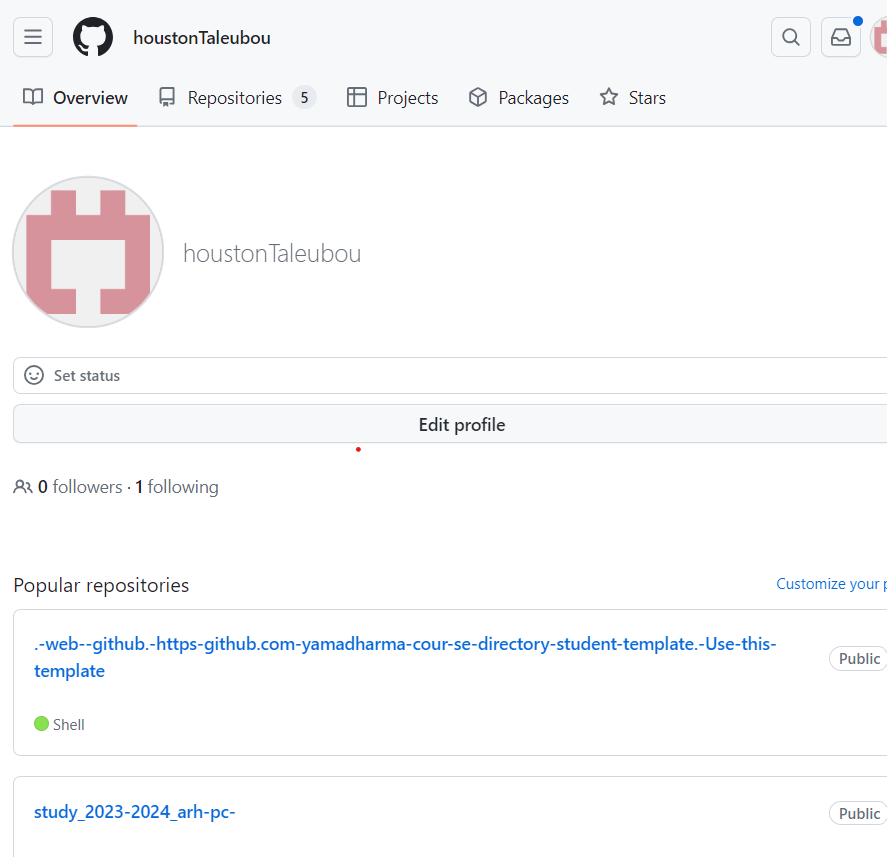 houstonTaleubou
Overview Repositories 5 Projects Packages Stars
houstonTaleubou
Set status
Edit profile
0 followers · 1 following
Popular repositories Customize your
.-web--github.-https-github.com-yamadharma-cour-se-directory-student-template.-Use-this-
template
Public
Shell
study_2023-2024_arh-pc- Public